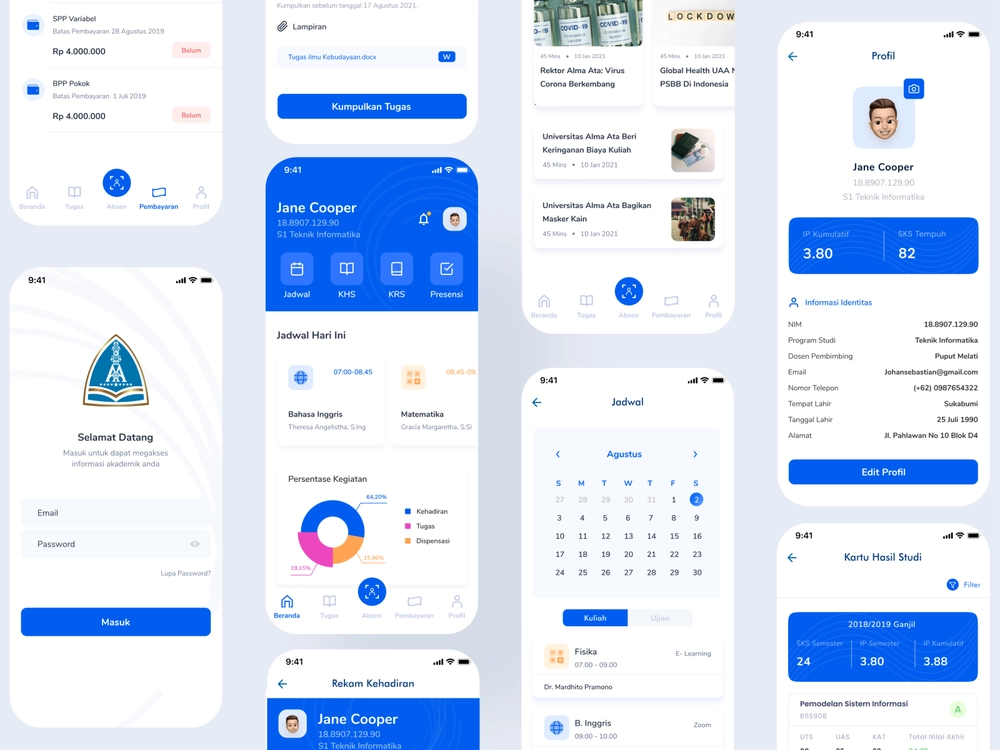 SPP Variabel
Batas Pembayaran 28 Agustus 2019
Rp 4.000.000
Belum
BPP Pokok
Batas Pembayaran 1 Juli 2019
Rp 4.000.000
Belum
Beranda
Tugas
Absen
Pembayaran
Profil
9:41
Selamat Datang
Masuk untuk dapat megakses
informasi akademik anda
Email
Password
Lupa Password?
Masuk
Kumpulkan sebelum tanggal 17 Agustus 2021.
Lampiran
Tugas ilmu Kebudayaan.docx
W
Kumpulkan Tugas
9:41
Jane Cooper
18.8907.129.90
S1 Teknik Informatika
Jadwal
KHS
KRS
Presensi
Jadwal Hari Ini
07:00-08.45
Bahasa Inggris
Theresa Angelistha, S.Ing
08.45-09.
Matematika
Gracia Margaretha, S.Si
Persentase Kegiatan
64,20%
19.15%
15,98%
Kehadiran
Tugas
Dispensasi
Beranda
Tugas
Absen
Pembayaran
Profil
9:41
Rekam Kehadiran
Jane Cooper
18.8907.129.90
S1 Teknik Informatika
COVID-19
COVID-19
LOCKDOW
45 Mins • 10 Jan 2021
Rektor Alma Ata: Virus
Corona Berkembang
45 Mins • 10 Jan 2021
Global Health UAA M
PSBB Di Indonesia
Universitas Alma Ata Beri
Keringanan Biaya Kuliah
45 Mins • 10 Jan 2021
Universitas Alma Ata Bagikan
Masker Kain
45 Mins • 10 Jan 2021
Beranda
Tugas
Absen
Pembayaran
Profil
9:41
Jadwal
Agustus
S M T W T F S
27 28 29 30 31 1 2
3 4 5 6 7 8 9
10 11 12 13 14 15 16
17 18 19 20 21 22 23
24 25 26 27 28 29 30
Kuliah
Ujian
Fisika
07.00 - 09.00
E- Learning
Dr. Mardhito Pramono
B. Inggris
09.00 - 10.00
Zoom
9:41
Profil
Jane Cooper
18.8907.129.90
S1 Teknik Informatika
IP Kumulatif
3.80
SKS Tempuh
82
Informasi Identitas
NIM 18.8907.129.90
Program Studi Teknik Informatika
Dosen Pembimbing Puput Melati
Email Johansebastian@gmail.com
Nomor Telepon (+62) 0987654322
Tempat Lahir Sukabumi
Tanggal Lahir 25 Juli 1990
Alamat Jl. Pahlawan No 10 Blok D4
Edit Profil
9:41
Kartu Hasil Studi
Filter
2018/2019 Ganjil
SKS Semester IP Semester IP Kumulatif
24 3.80 3.88
Pemodelan Sistem Informasi
659908
A
UTS UAS KAT Total Nilai Akhir